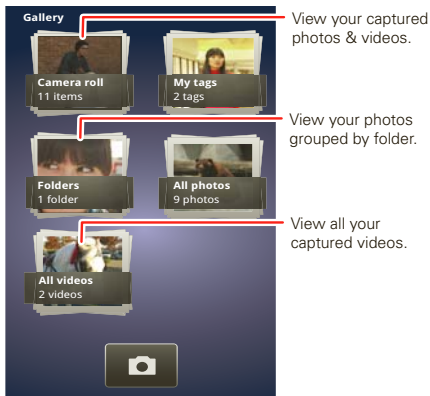 Gallery
View your captured
photos & videos.
Camera roll
11 items
My tags
2 tags
View your photos
grouped by folder.
Folders
1 folder
All photos
9 photos
View all your
captured videos.
All videos
2 videos